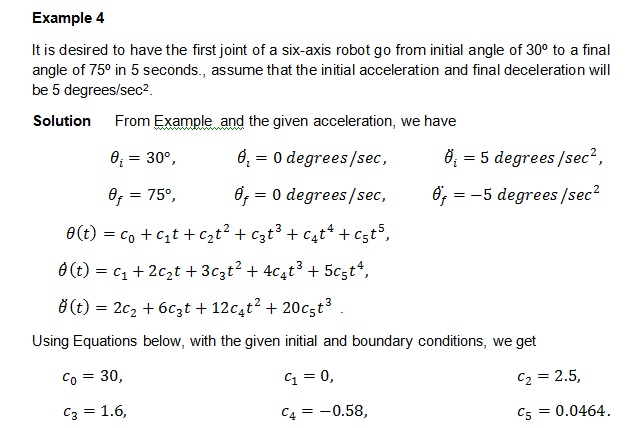 Example 4
It is desired to have the first joint of a six-axis robot go from initial angle of 30º to a final
angle of 75º in 5 seconds., assume that the initial acceleration and final deceleration will
be 5 degrees/sec².
Solution From Example and the given acceleration, we have
θᵢ = 30°, θ̇ᵢ = 0 degrees/sec, θ̈ᵢ = 5 degrees/sec²,
θ_f = 75°, θ̇_f = 0 degrees/sec, θ̈_f = −5 degrees/sec²
θ(t) = c₀ + c₁t + c₂t² + c₃t³ + c₄t⁴ + c₅t⁵,
θ̇(t) = c₁ + 2c₂t + 3c₃t² + 4c₄t³ + 5c₅t⁴,
θ̈(t) = 2c₂ + 6c₃t + 12c₄t² + 20c₅t³ .
Using Equations below, with the given initial and boundary conditions, we get
c₀ = 30, c₁ = 0, c₂ = 2.5,
c₃ = 1.6, c₄ = −0.58, c₅ = 0.0464.